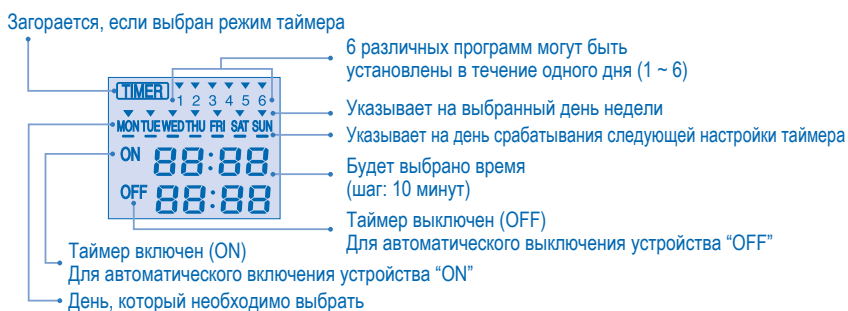 Загорается, если выбран режим таймера
6 различных программ могут быть
установлены в течение одного дня (1 ~ 6)
TIMER
1 2 3 4 5 6
Указывает на выбранный день недели
MON TUE WED THU FRI SAT SUN
Указывает на день срабатывания следующей настройки таймера
ON 88:88
Будет выбрано время
(шаг: 10 минут)
OFF 88:88
Таймер выключен (OFF)
Для автоматического выключения устройства “OFF”
Таймер включен (ON)
Для автоматического включения устройства “ON”
День, который необходимо выбрать